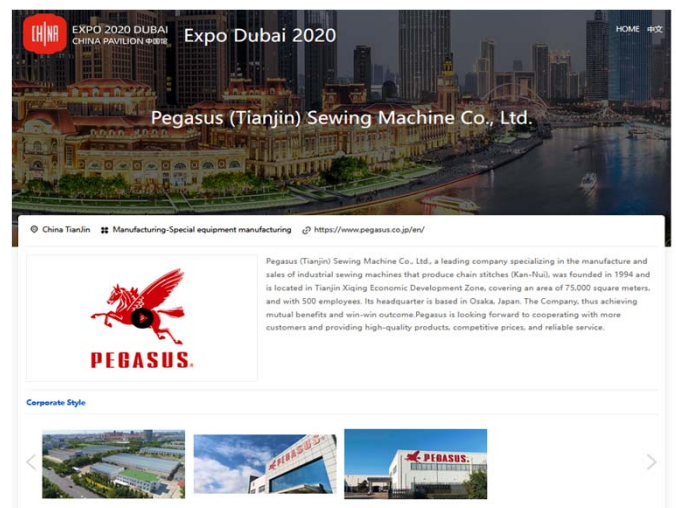 CHINA
EXPO 2020 DUBAI
CHINA PAVILION 中国馆
Expo Dubai 2020
HOME 中文
Pegasus (Tianjin) Sewing Machine Co., Ltd.
China TianJin Manufacturing-Special equipment manufacturing https://www.pegasus.co.jp/en/
Pegasus (Tianjin) Sewing Machine Co., Ltd., a leading company specializing in the manufacture and
sales of industrial sewing machines that produce chain stitches (Kan-Nui), was founded in 1994 and
is located in Tianjin Xiqing Economic Development Zone, covering an area of 75,000 square meters,
and with 500 employees. Its headquarter is based in Osaka, Japan. The Company, thus achieving
mutual benefits and win-win outcome.Pegasus is looking forward to cooperating with more
customers and providing high-quality products, competitive prices, and reliable service.
PEGASUS®
Corporate Style
PEGASUS.
PEGASUS.